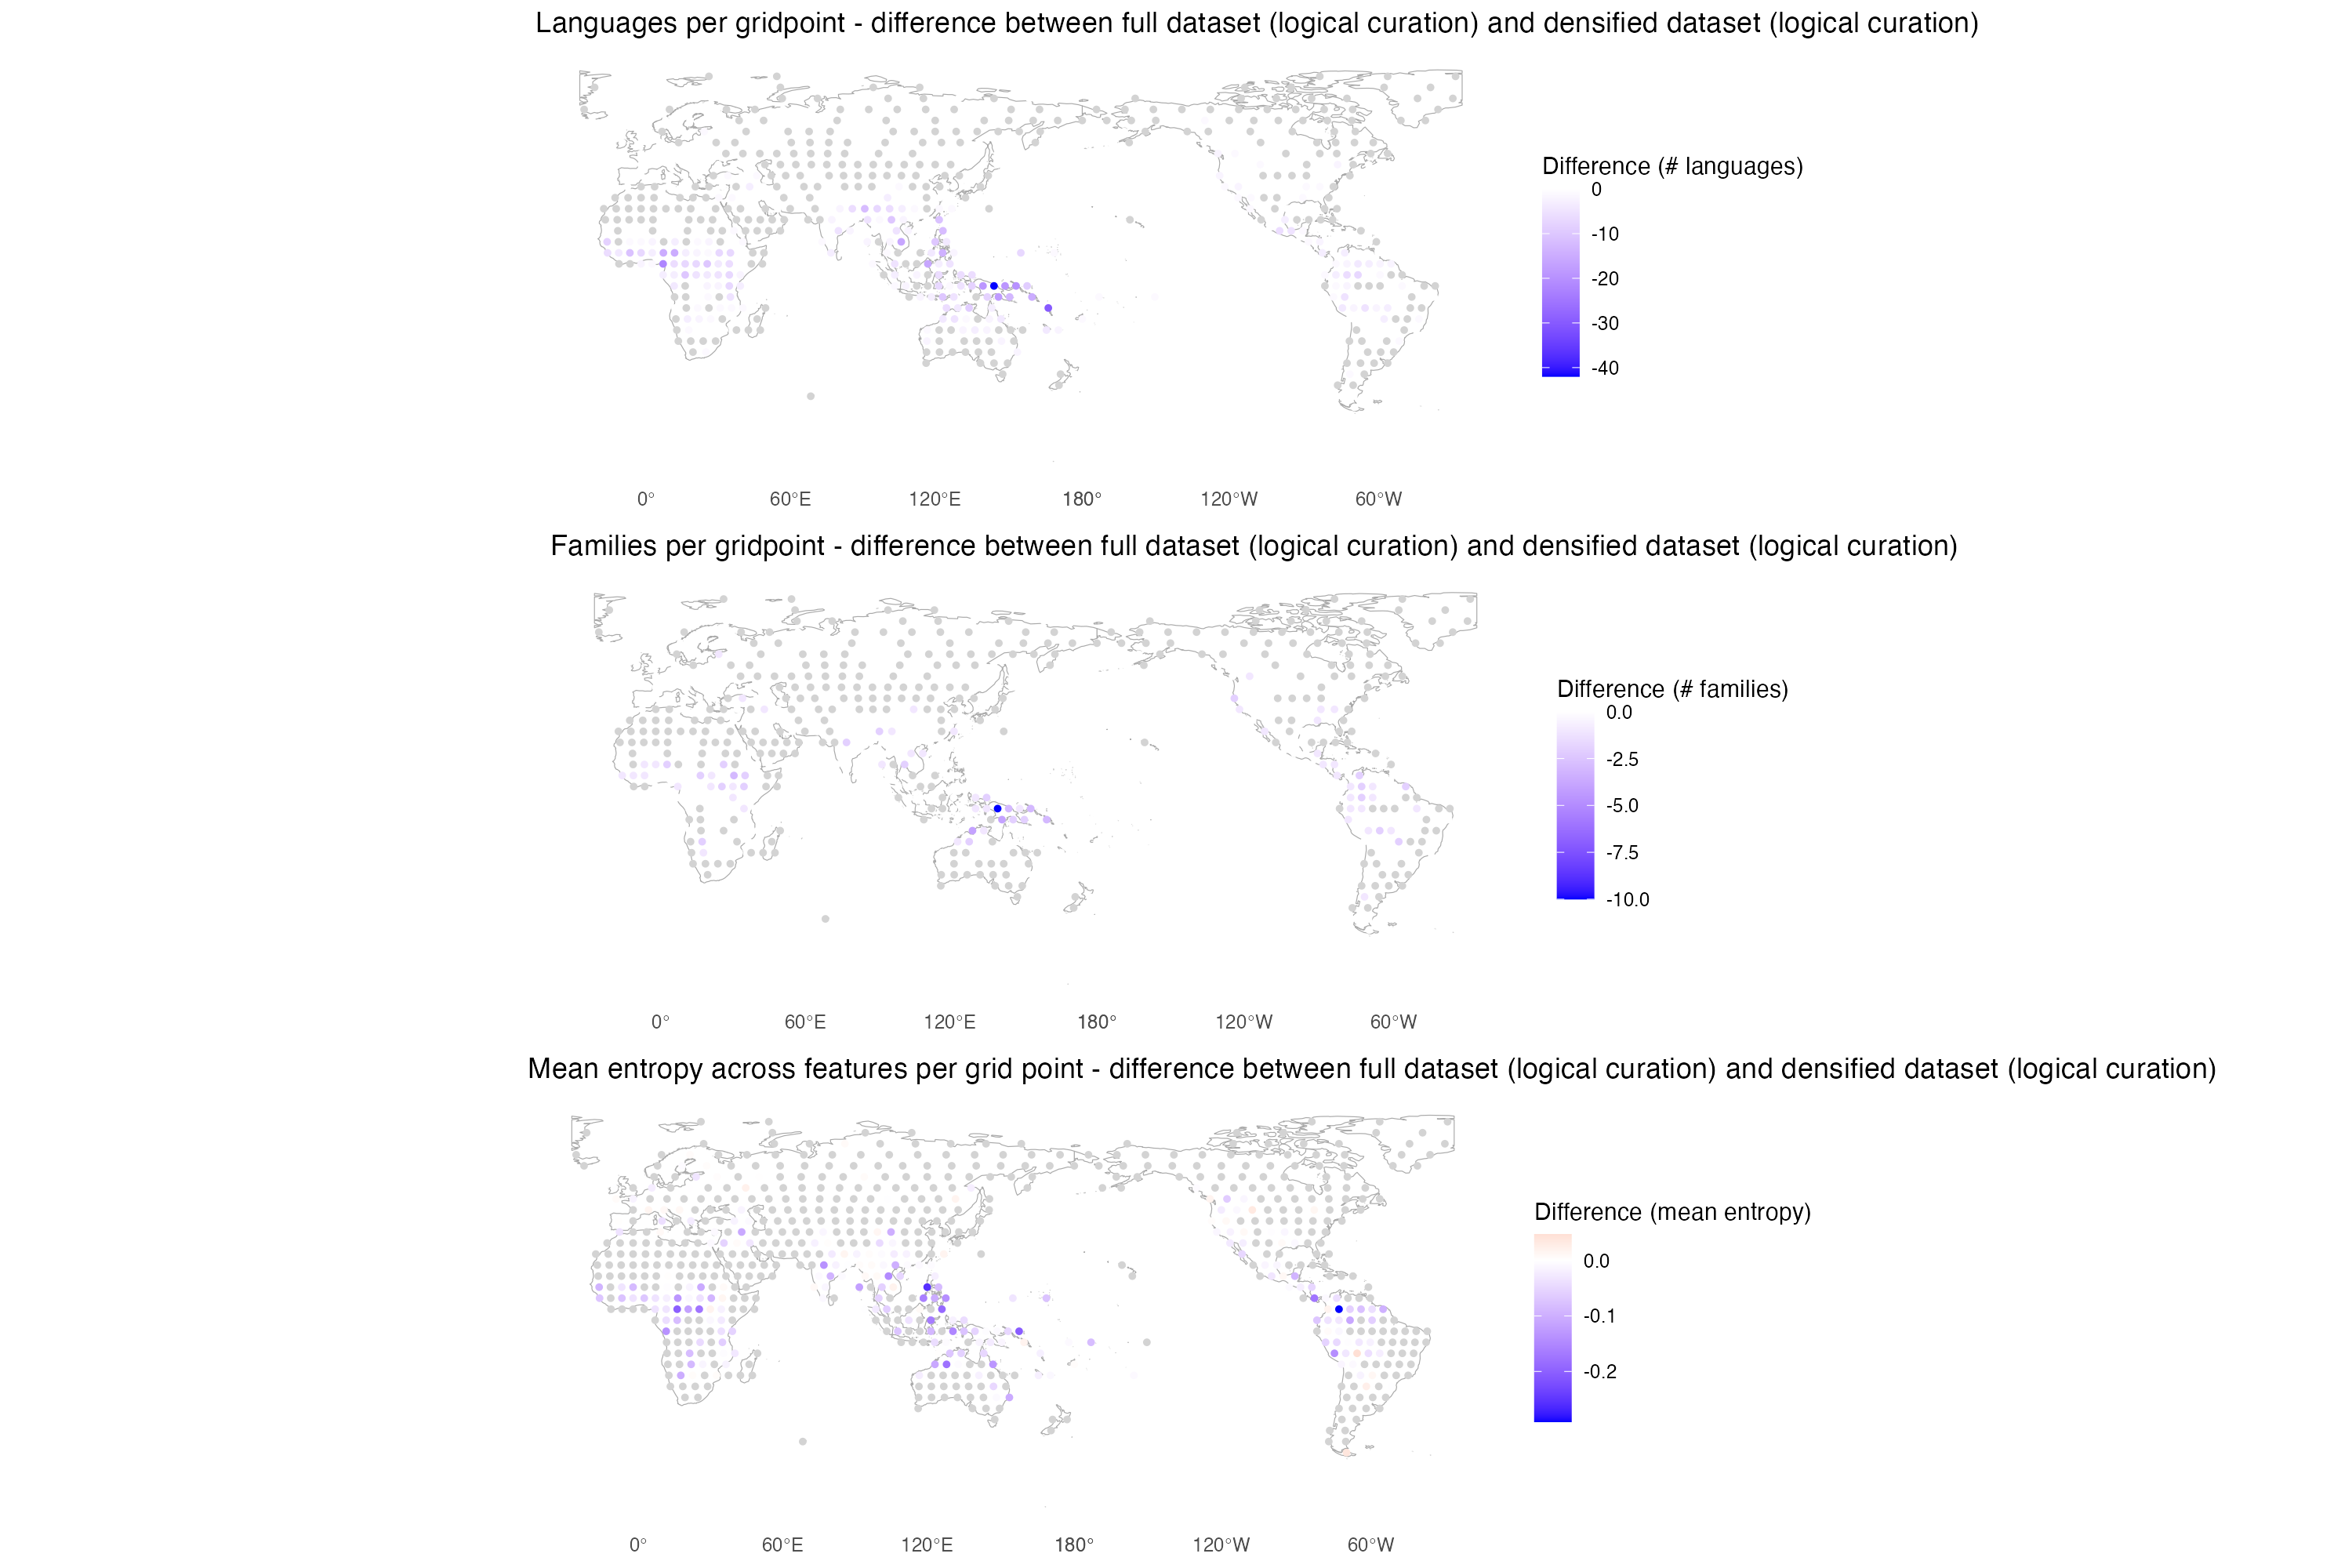 Languages per gridpoint - difference between full dataset (logical curation) and densified dataset (logical curation)
Difference (# languages)
0
-10
-20
-30
-40
0° 60°E 120°E 180° 120°W 60°W
Families per gridpoint - difference between full dataset (logical curation) and densified dataset (logical curation)
Difference (# families)
0.0
-2.5
-5.0
-7.5
-10.0
0° 60°E 120°E 180° 120°W 60°W
Mean entropy across features per grid point - difference between full dataset (logical curation) and densified dataset (logical curation)
Difference (mean entropy)
0.0
-0.1
-0.2
0° 60°E 120°E 180° 120°W 60°W